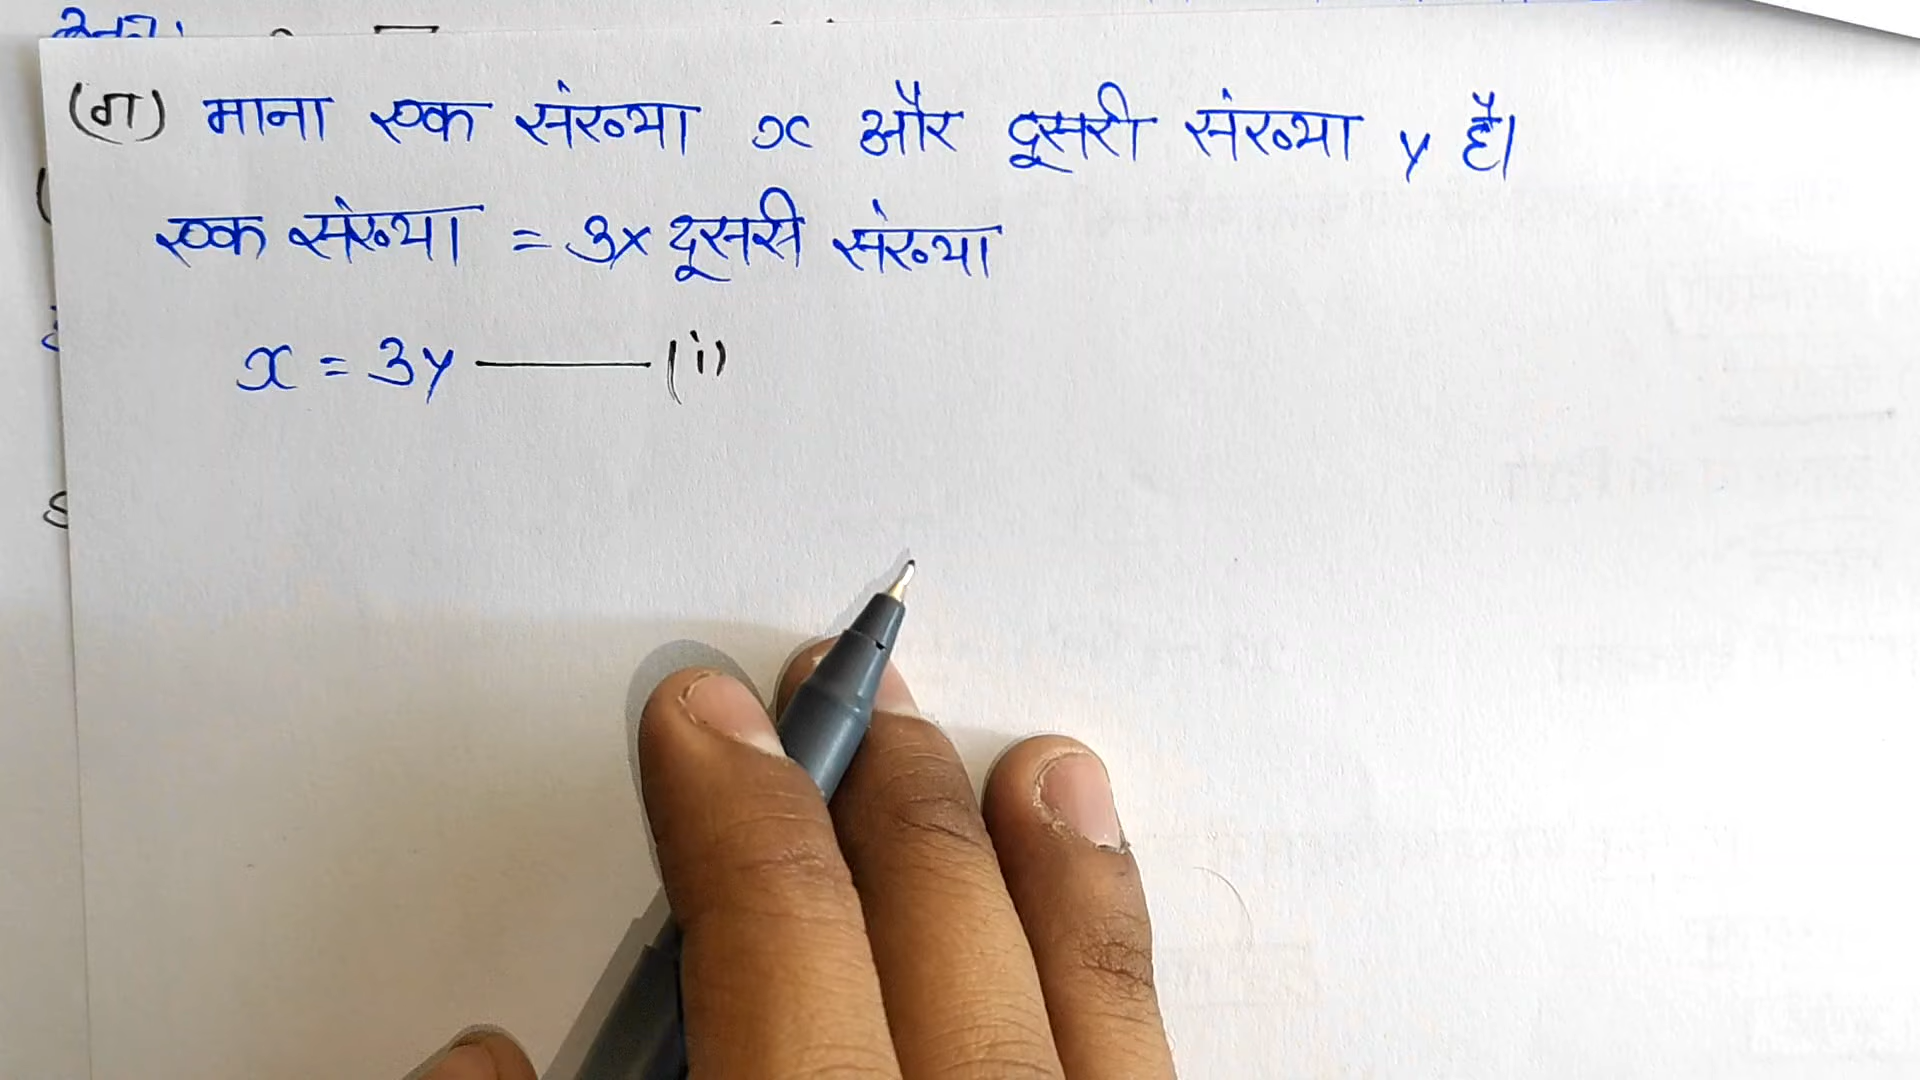 (ग) माना एक संख्या x और दूसरी संख्या y है।
एक संख्या = 3x दूसरी संख्या
x = 3y —— (i)